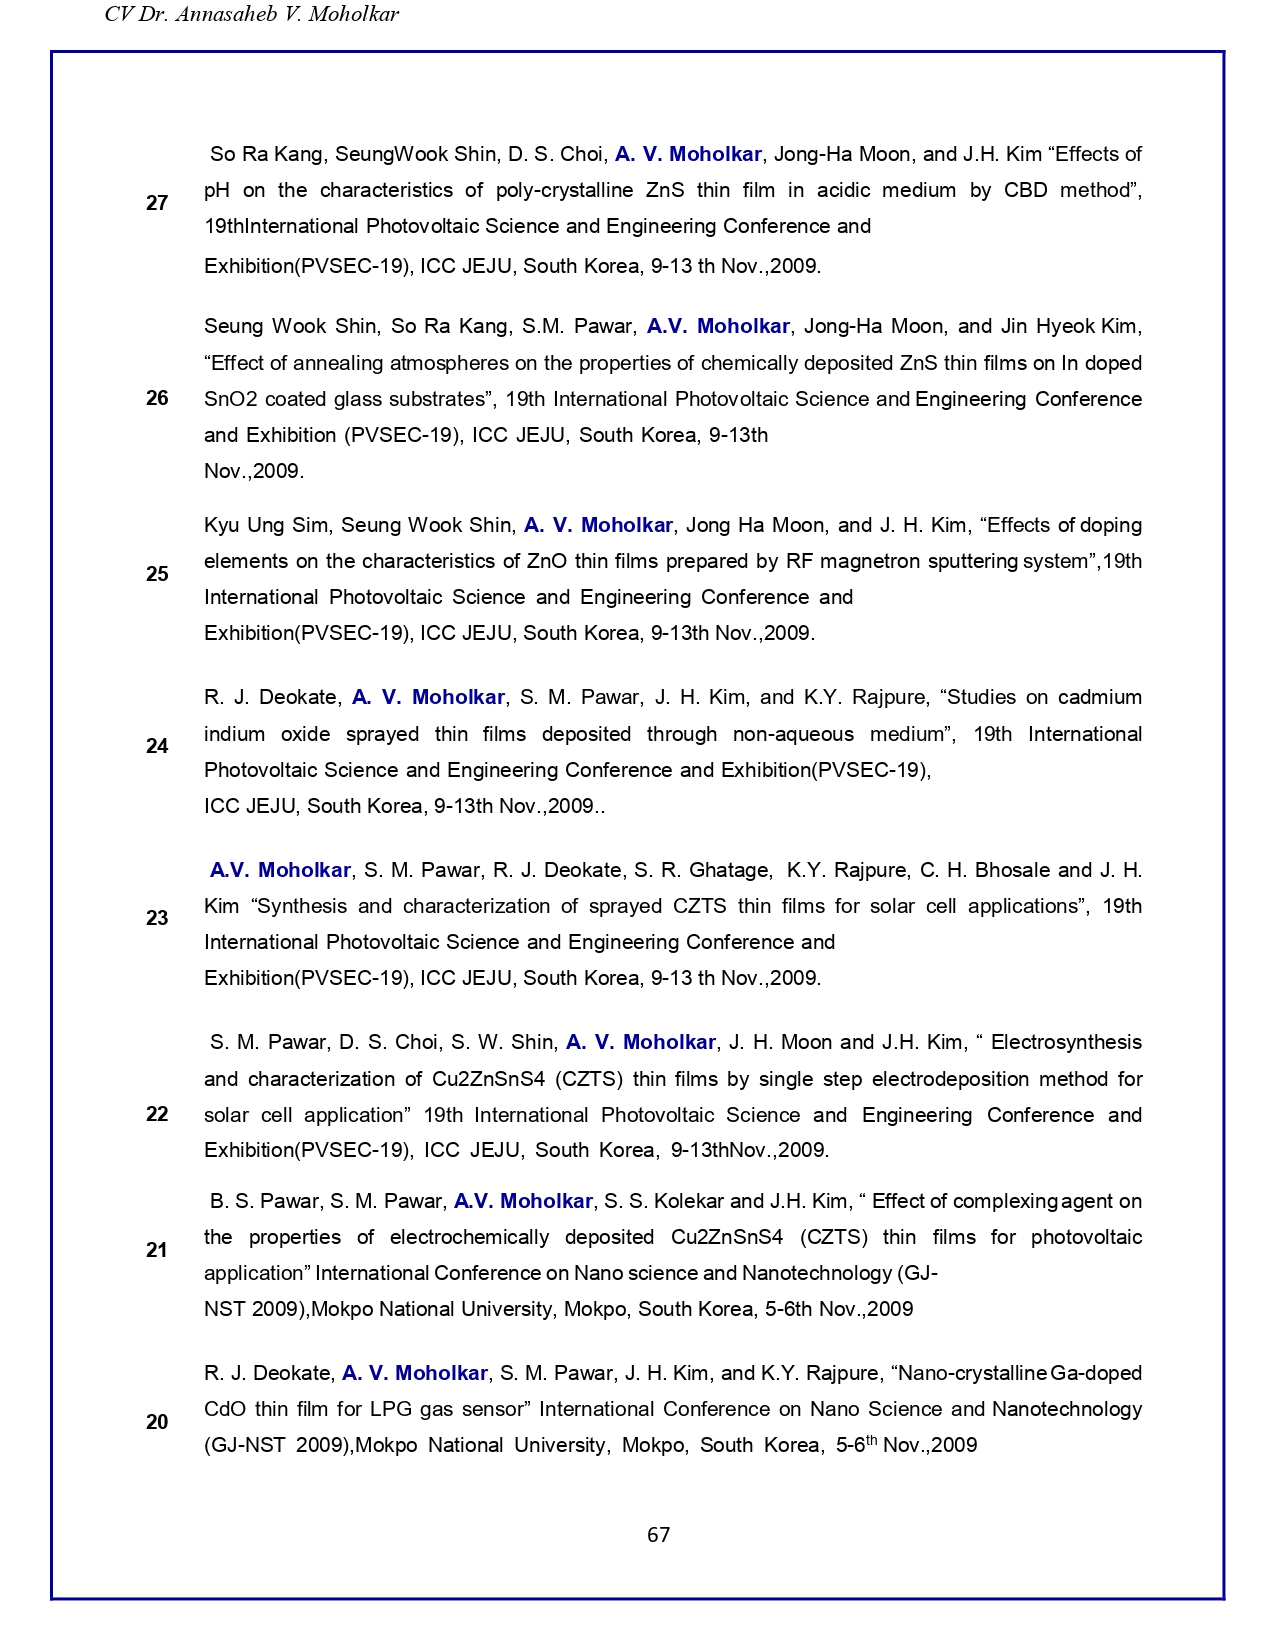 CV Dr. Annasaheb V. Moholkar
So Ra Kang, SeungWook Shin, D. S. Choi, A. V. Moholkar, Jong-Ha Moon, and J.H. Kim “Effects of
27
pH on the characteristics of poly-crystalline ZnS thin film in acidic medium by CBD method”,
19thInternational Photovoltaic Science and Engineering Conference and
Exhibition(PVSEC-19), ICC JEJU, South Korea, 9-13 th Nov.,2009.
Seung Wook Shin, So Ra Kang, S.M. Pawar, A.V. Moholkar, Jong-Ha Moon, and Jin Hyeok Kim,
“Effect of annealing atmospheres on the properties of chemically deposited ZnS thin films on In doped
26
SnO2 coated glass substrates”, 19th International Photovoltaic Science and Engineering Conference
and Exhibition (PVSEC-19), ICC JEJU, South Korea, 9-13th
Nov.,2009.
Kyu Ung Sim, Seung Wook Shin, A. V. Moholkar, Jong Ha Moon, and J. H. Kim, “Effects of doping
25
elements on the characteristics of ZnO thin films prepared by RF magnetron sputtering system”,19th
International Photovoltaic Science and Engineering Conference and
Exhibition(PVSEC-19), ICC JEJU, South Korea, 9-13th Nov.,2009.
R. J. Deokate, A. V. Moholkar, S. M. Pawar, J. H. Kim, and K.Y. Rajpure, “Studies on cadmium
24
indium oxide sprayed thin films deposited through non-aqueous medium”, 19th International
Photovoltaic Science and Engineering Conference and Exhibition(PVSEC-19),
ICC JEJU, South Korea, 9-13th Nov.,2009..
A.V. Moholkar, S. M. Pawar, R. J. Deokate, S. R. Ghatage, K.Y. Rajpure, C. H. Bhosale and J. H.
23
Kim “Synthesis and characterization of sprayed CZTS thin films for solar cell applications”, 19th
International Photovoltaic Science and Engineering Conference and
Exhibition(PVSEC-19), ICC JEJU, South Korea, 9-13 th Nov.,2009.
S. M. Pawar, D. S. Choi, S. W. Shin, A. V. Moholkar, J. H. Moon and J.H. Kim, “ Electrosynthesis
and characterization of Cu2ZnSnS4 (CZTS) thin films by single step electrodeposition method for
22
solar cell application” 19th International Photovoltaic Science and Engineering Conference and
Exhibition(PVSEC-19), ICC JEJU, South Korea, 9-13thNov.,2009.
B. S. Pawar, S. M. Pawar, A.V. Moholkar, S. S. Kolekar and J.H. Kim, “ Effect of complexing agent on
21
the properties of electrochemically deposited Cu2ZnSnS4 (CZTS) thin films for photovoltaic
application” International Conference on Nano science and Nanotechnology (GJ-
NST 2009),Mokpo National University, Mokpo, South Korea, 5-6th Nov.,2009
R. J. Deokate, A. V. Moholkar, S. M. Pawar, J. H. Kim, and K.Y. Rajpure, “Nano-crystalline Ga-doped
20
CdO thin film for LPG gas sensor” International Conference on Nano Science and Nanotechnology
(GJ-NST 2009),Mokpo National University, Mokpo, South Korea, 5-6th Nov.,2009
67